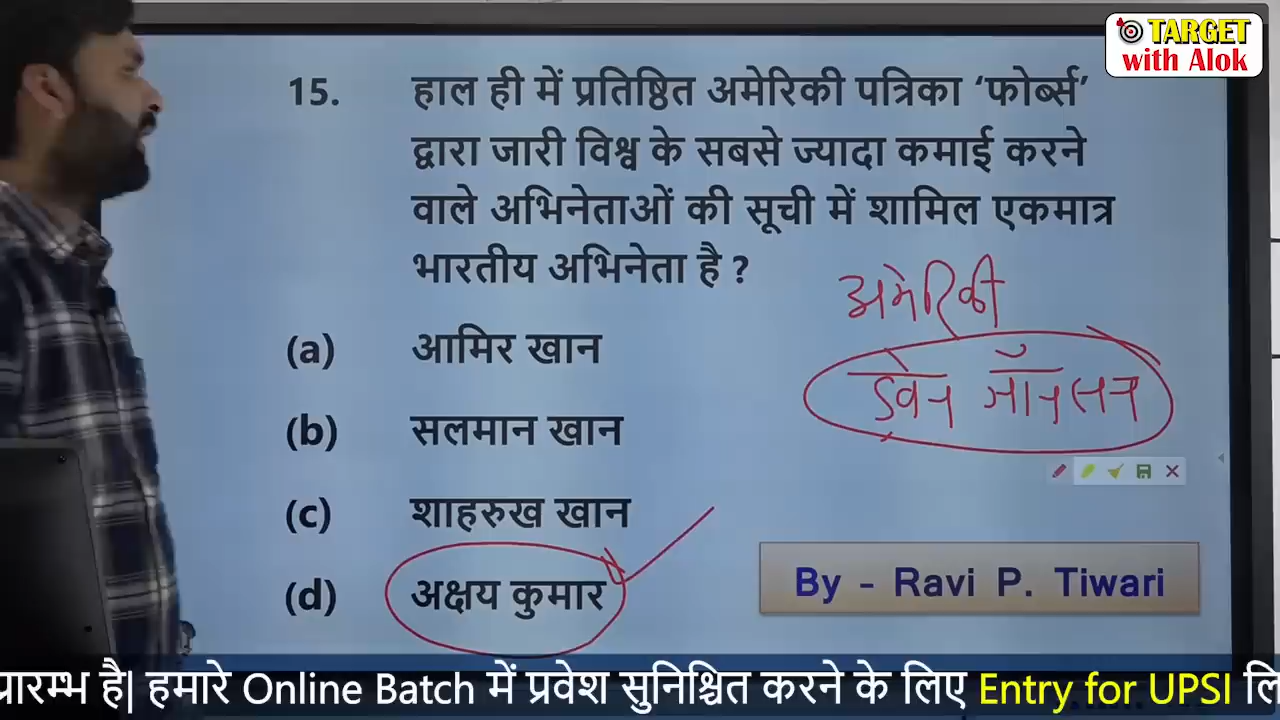 TARGET
with Alok
15. हाल ही में प्रतिष्ठित अमेरिकी पत्रिका ‘फोर्ब्स’
द्वारा जारी विश्व के सबसे ज्यादा कमाई करने
वाले अभिनेताओं की सूची में शामिल एकमात्र
भारतीय अभिनेता है ?
अमेरिकी
(a) आमिर खान
ड्वेन जॉनसन
(b) सलमान खान
(c) शाहरुख खान
(d) अक्षय कुमार
By - Ravi P. Tiwari
प्रारम्भ है| हमारे Online Batch में प्रवेश सुनिश्चित करने के लिए Entry for UPSI लि